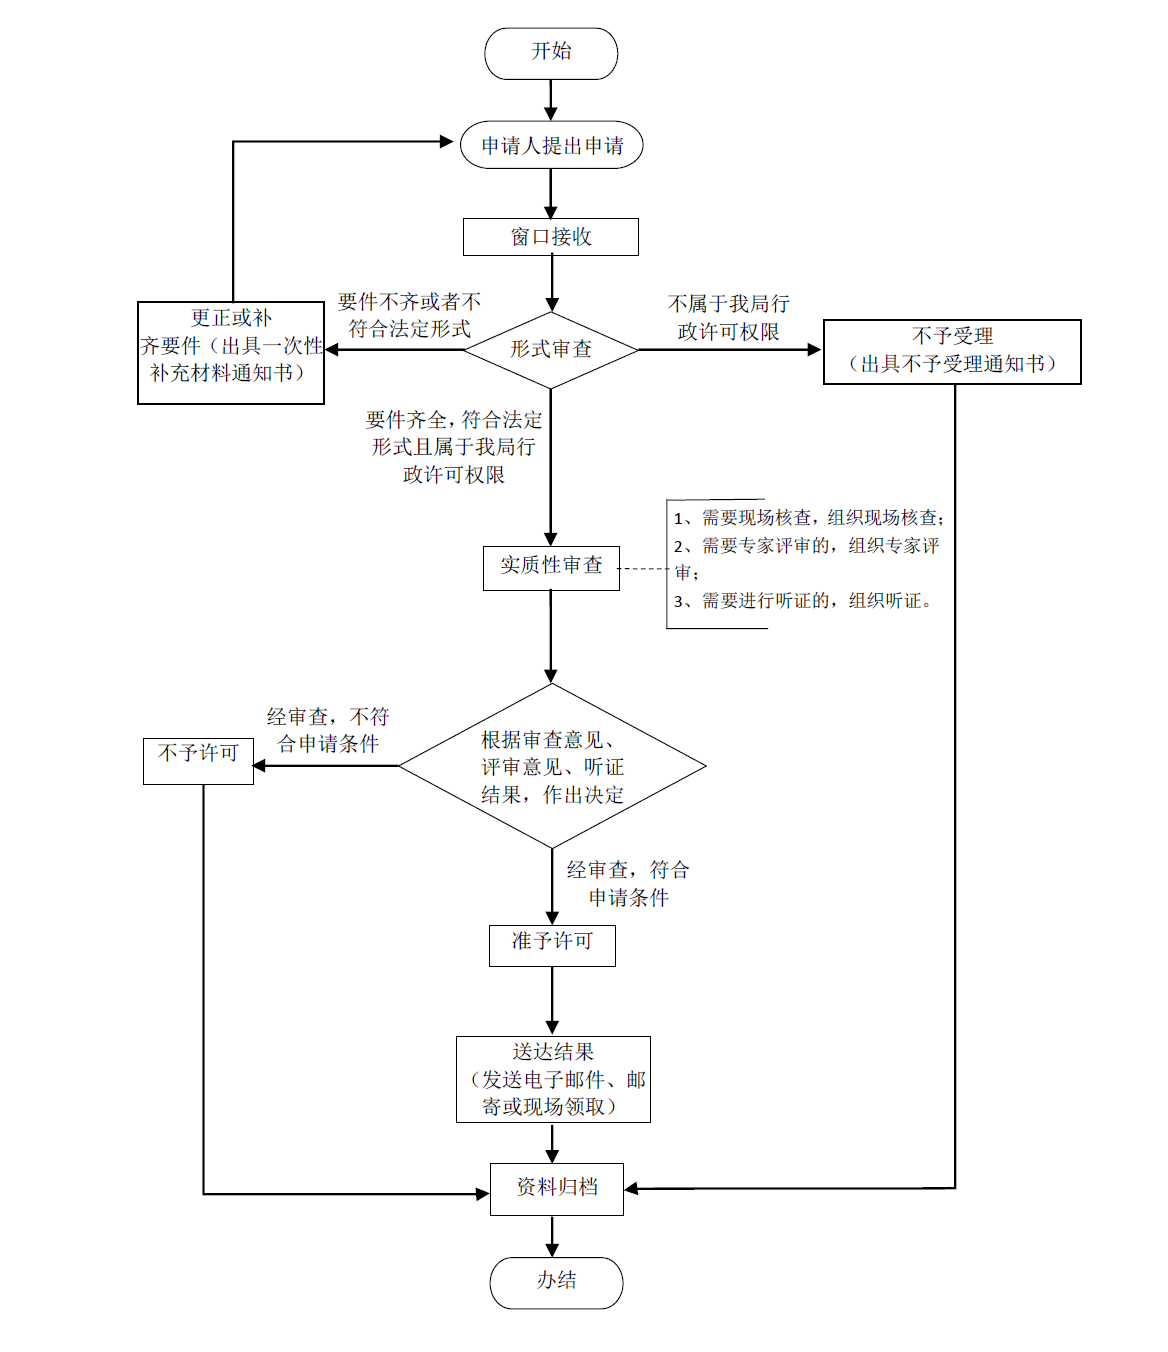 开始
申请人提出申请
窗口接收
要件不齐或者不
符合法定形式
不属于我局行
政许可权限
更正或补
齐要件（出具一次性
补充材料通知书）
形式审查
不予受理
（出具不予受理通知书）
要件齐全，符合法定
形式且属于我局行
政许可权限
实质性审查
1、需要现场核查，组织现场核查；
2、需要专家评审的，组织专家评
审；
3、需要进行听证的，组织听证。
经审查，不符
合申请条件
不予许可
根据审查意见、
评审意见、听证
结果，作出决定
经审查，符合
申请条件
准予许可
送达结果
（发送电子邮件、邮
寄或现场领取）
资料归档
办结